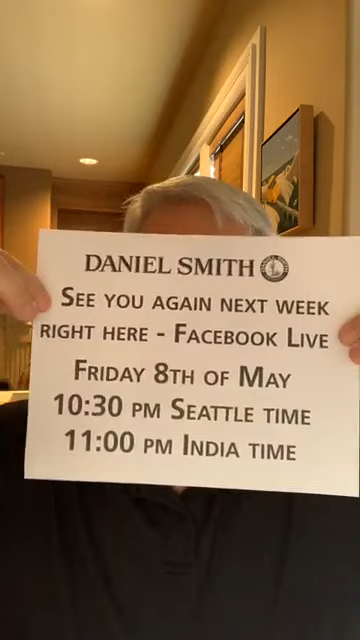 DANIEL SMITH
SEE YOU AGAIN NEXT WEEK
RIGHT HERE - FACEBOOK LIVE
FRIDAY 8TH OF MAY
10:30 PM SEATTLE TIME
11:00 PM INDIA TIME